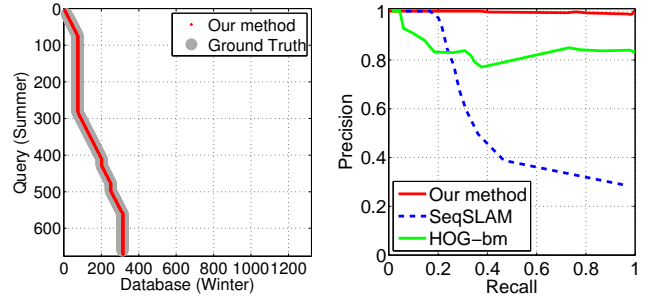 0
100
200
300
400
500
600
Query (Summer)
Our method
Ground Truth
0 200 400 600 800 1000 1200
Database (Winter)
1
0.8
0.6
0.4
0.2
0
Precision
Our method
SeqSLAM
HOG-bm
0 0.2 0.4 0.6 0.8 1
Recall